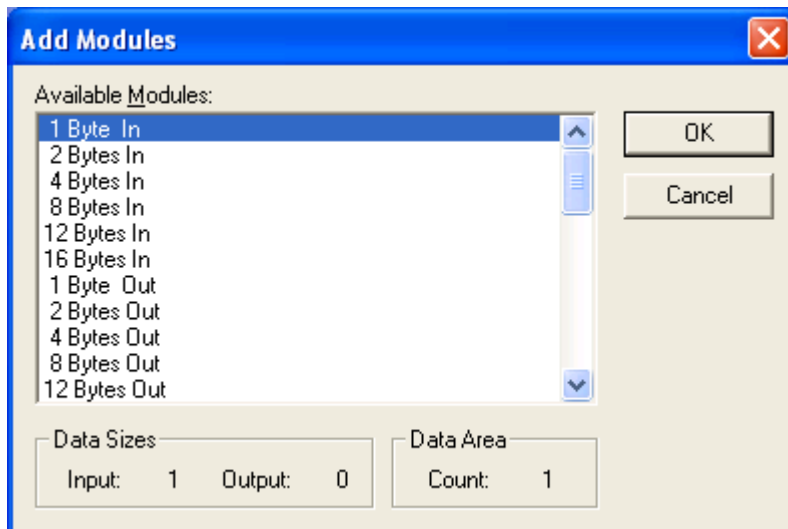 Add Modules
Available Modules:
1 Byte In
2 Bytes In
4 Bytes In
8 Bytes In
12 Bytes In
16 Bytes In
1 Byte Out
2 Bytes Out
4 Bytes Out
8 Bytes Out
12 Bytes Out
OK
Cancel
Data Sizes
Input: 1 Output: 0
Data Area
Count: 1